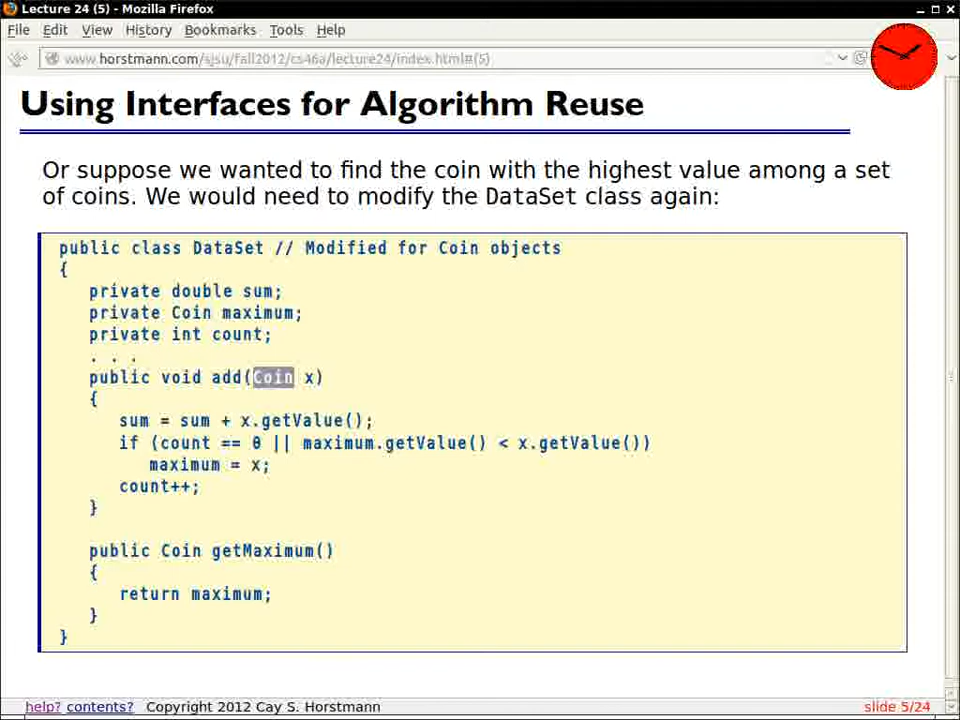 Lecture 24 (5) - Mozilla Firefox
File Edit View History Bookmarks Tools Help
www.horstmann.com/sjsu/fall2012/cs46a/lecture24/index.html#(5)
Using Interfaces for Algorithm Reuse
Or suppose we wanted to find the coin with the highest value among a set
of coins. We would need to modify the DataSet class again:
public class DataSet // Modified for Coin objects
{
private double sum;
private Coin maximum;
private int count;
. . .
public void add(Coin x)
{
sum = sum + x.getValue();
if (count == 0 || maximum.getValue() < x.getValue())
maximum = x;
count++;
}
public Coin getMaximum()
{
return maximum;
}
}
help? contents? Copyright 2012 Cay S. Horstmann slide 5/24